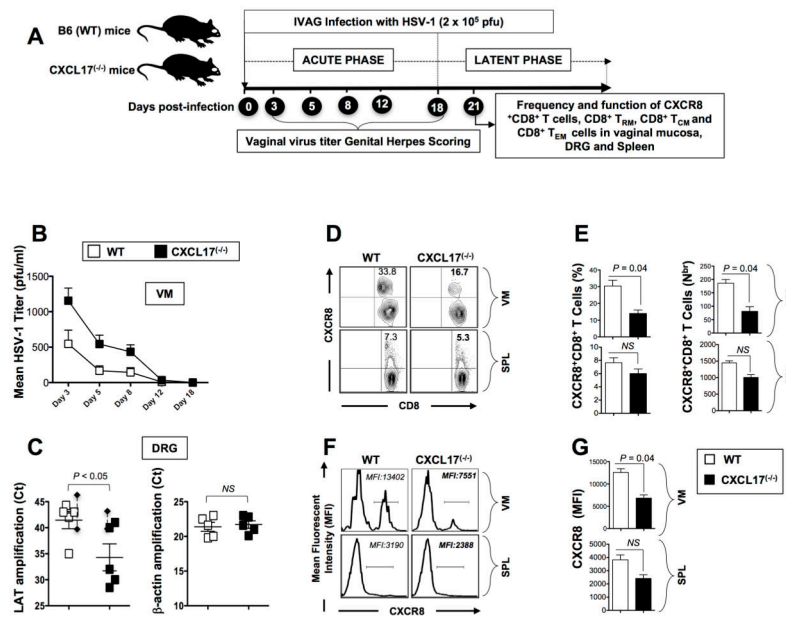 A
B6 (WT) mice
CXCL17(-/-) mice
IVAG Infection with HSV-1 (2 x 10⁵ pfu)
ACUTE PHASE
LATENT PHASE
Days post-infection
0 3 5 8 12 18 21
Vaginal virus titer Genital Herpes Scoring
Frequency and function of CXCR8
⁺CD8⁺ T cells, CD8⁺ TRM, CD8⁺ TCM and
CD8⁺ TEM cells in vaginal mucosa,
DRG and Spleen
B
WT CXCL17(-/-)
Mean HSV-1 Titer (pfu/ml)
1500
1000
500
0
VM
Day 3 Day 5 Day 8 Day 12 Day 18
C
DRG
LAT amplification (Ct)
P < 0.05
45
40
35
30
25
β-actin amplification (Ct)
NS
25
20
15
10
D
WT CXCL17(-/-)
CXCR8
33.8 16.7
VM
7.3 5.3
SPL
CD8
E
CXCR8⁺CD8⁺ T Cells (%)
P = 0.04
40
30
20
10
0
NS
10
8
6
4
2
0
CXCR8⁺CD8⁺ T Cells (Nbr)
P = 0.04
250
200
150
100
50
0
NS
2000
1500
1000
500
0
F
WT CXCL17(-/-)
Mean Fluorescent
Intensity (MFI)
MFI:13402 MFI:7551
VM
MFI:3190 MFI:2388
SPL
CXCR8
G
WT
CXCL17(-/-)
CXCR8 (MFI)
P = 0.04
15000
10000
5000
0
VM
NS
5000
4000
3000
2000
1000
0
SPL